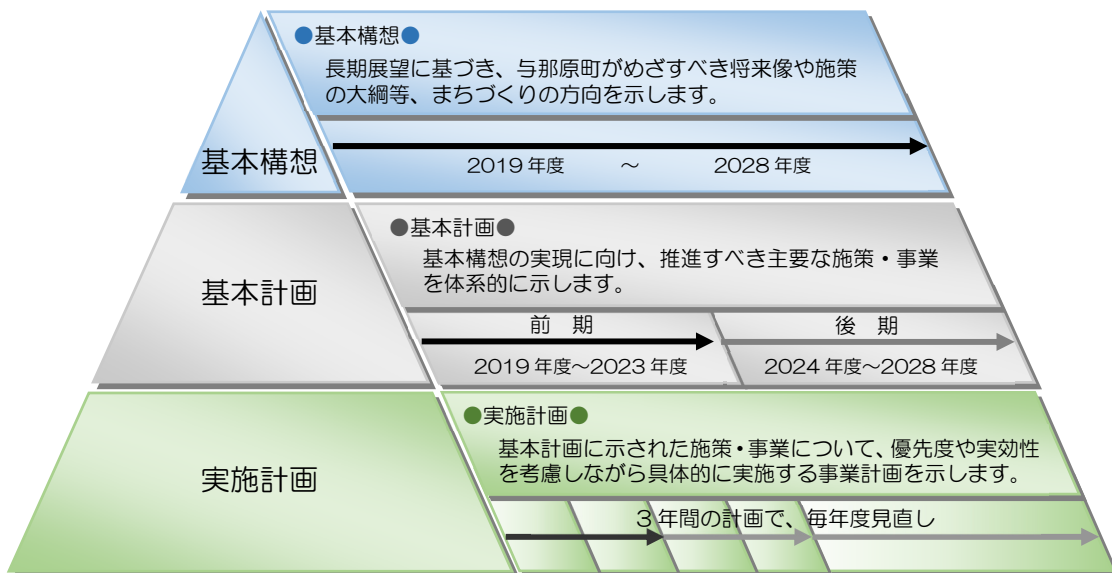 ●基本構想●
長期展望に基づき、与那原町がめざすべき将来像や施策
の大綱等、まちづくりの方向を示します。
基本構想
2019 年度 ～ 2028 年度
●基本計画●
基本構想の実現に向け、推進すべき主要な施策・事業
を体系的に示します。
基本計画
前 期
後 期
2019 年度～2023 年度
2024 年度～2028 年度
●実施計画●
基本計画に示された施策・事業について、優先度や実効性
を考慮しながら具体的に実施する事業計画を示します。
実施計画
3 年間の計画で、毎年度見直し